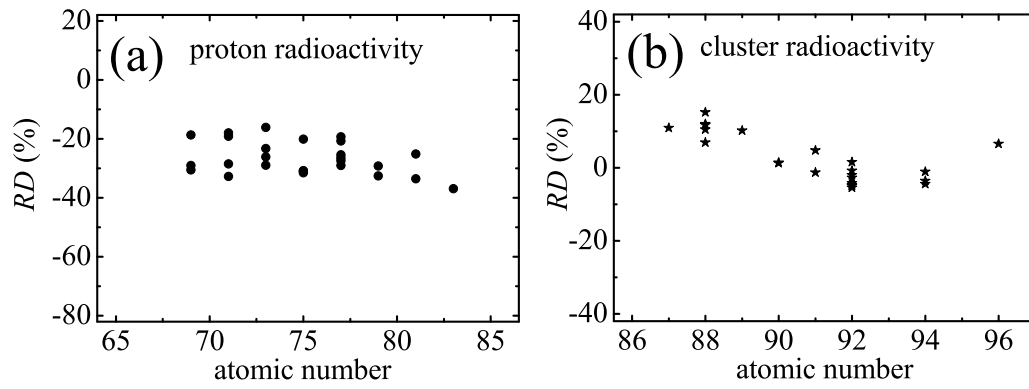 (a) proton radioactivity
20
0
-20
-40
-60
-80
RD (%)
65 70 75 80 85
atomic number
(b) cluster radioactivity
40
20
0
-20
-40
RD (%)
86 88 90 92 94 96
atomic number